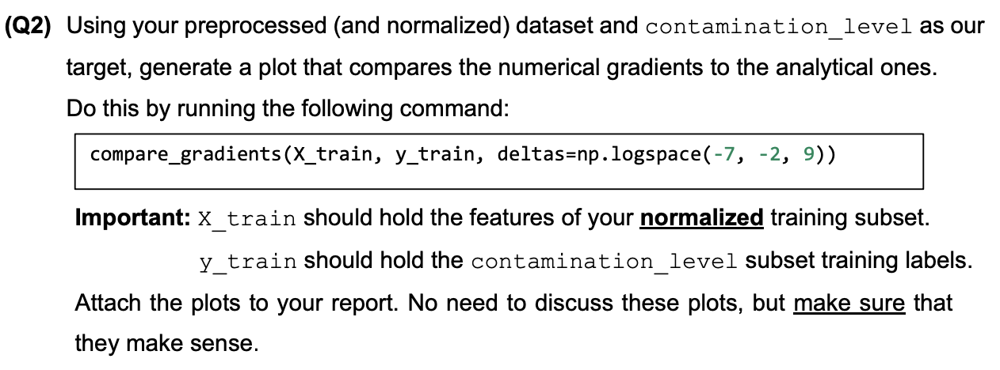 (Q2) Using your preprocessed (and normalized) dataset and contamination_level as our
target, generate a plot that compares the numerical gradients to the analytical ones.
Do this by running the following command:
compare_gradients(X_train, y_train, deltas=np.logspace(-7, -2, 9))
Important: X_train should hold the features of your normalized training subset.
y_train should hold the contamination_level subset training labels.
Attach the plots to your report. No need to discuss these plots, but make sure that
they make sense.